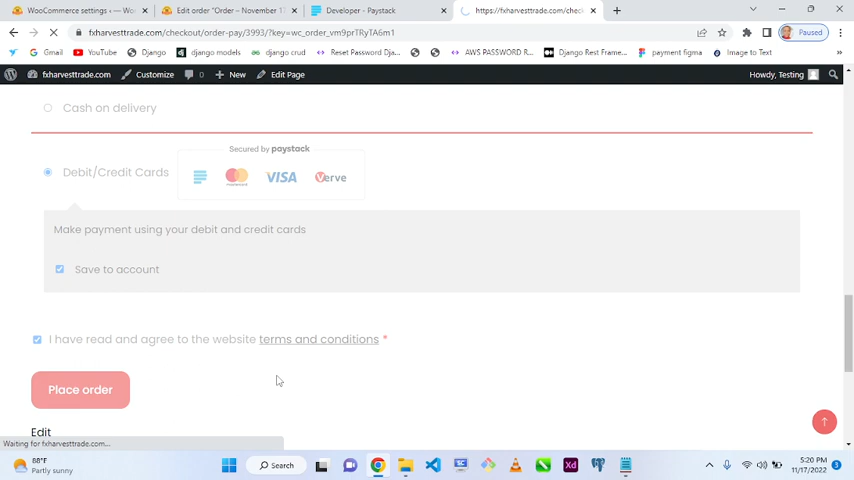 WooCommerce settings ‹ — Woo
Edit order "Order – November 17
Developer - Paystack
https://fxharvesttrade.com/check
fxharvesttrade.com/checkout/order-pay/3993/?key=wc_order_vm9prTRyTA6m1
Paused
Gmail
YouTube
Django
django models
django crud
Reset Password Dja...
AWS PASSWORD R...
Django Rest Frame...
payment figma
Image to Text
fxharvesttrade.com
Customize
0
New
Edit Page
Howdy, Testing
Cash on delivery
Secured by paystack
Debit/Credit Cards
VISA
Verve
Make payment using your debit and credit cards
Save to account
I have read and agree to the website terms and conditions *
Place order
Edit
Waiting for fxharvesttrade.com...
88°F
Partly sunny
Search
5:20 PM
11/17/2022
3